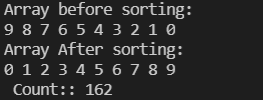 Array before sorting:
9 8 7 6 5 4 3 2 1 0
Array After sorting:
0 1 2 3 4 5 6 7 8 9
 Count:: 162